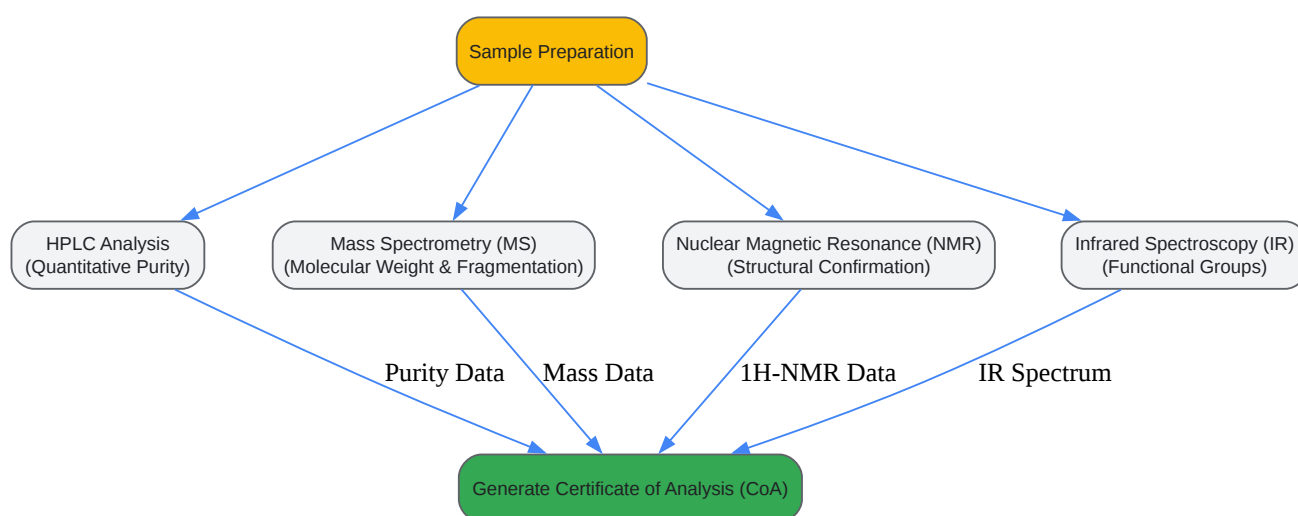 Sample Preparation
HPLC Analysis
(Quantitative Purity)
Mass Spectrometry (MS)
(Molecular Weight & Fragmentation)
Nuclear Magnetic Resonance (NMR)
(Structural Confirmation)
Infrared Spectroscopy (IR)
(Functional Groups)
Purity Data
Mass Data
1H-NMR Data
IR Spectrum
Generate Certificate of Analysis (CoA)